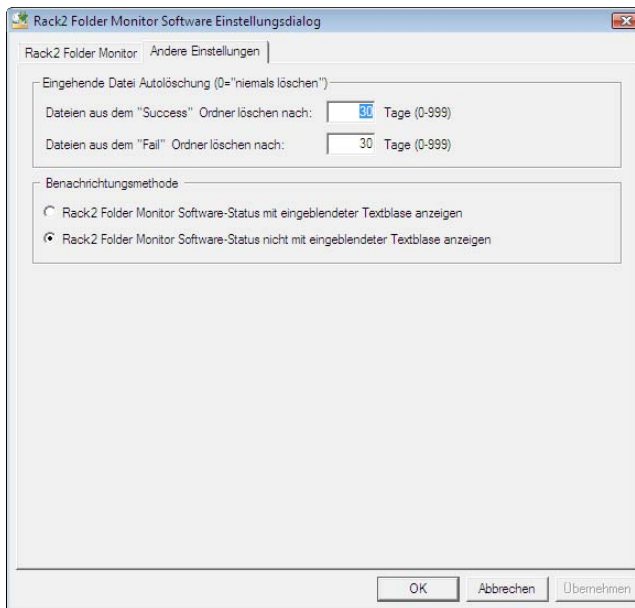 Rack2 Folder Monitor Software Einstellungsdialog
Rack2 Folder Monitor Andere Einstellungen
Eingehende Datei Autolöschung (0="niemals löschen")
Dateien aus dem "Success" Ordner löschen nach: 30 Tage (0-999)
Dateien aus dem "Fail" Ordner löschen nach: 30 Tage (0-999)
Benachrichtungsmethode
Rack2 Folder Monitor Software-Status mit eingeblendeter Textblase anzeigen
Rack2 Folder Monitor Software-Status nicht mit eingeblendeter Textblase anzeigen
OK Abbrechen Übernehmen